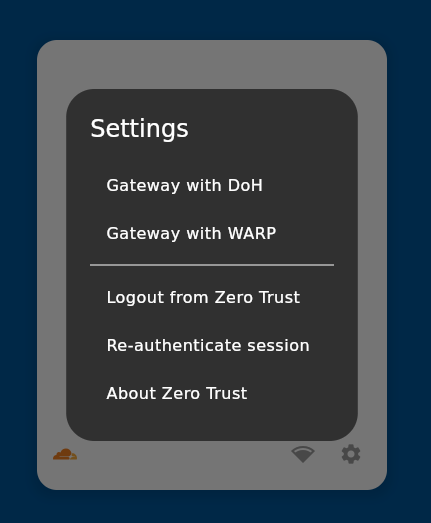 Settings
Gateway with DoH
Gateway with WARP
Logout from Zero Trust
Re-authenticate session
About Zero Trust